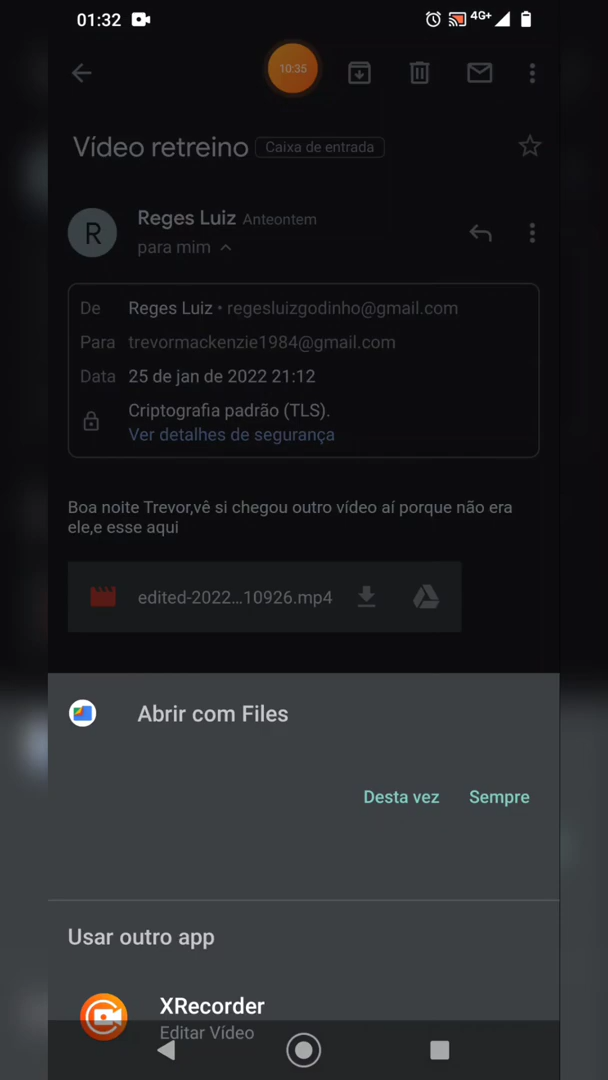 01:32
4G+
10:35
Vídeo retreino Caixa de entrada
R
Reges Luiz Anteontem
para mim
De Reges Luiz • regesluizgodinho@gmail.com
Para trevormackenzie1984@gmail.com
Data 25 de jan de 2022 21:12
Criptografia padrão (TLS).
Ver detalhes de segurança
Boa noite Trevor,vê si chegou outro vídeo aí porque não era
ele,e esse aqui
edited-2022...10926.mp4
Abrir com Files
Desta vez Sempre
Usar outro app
XRecorder
Editar Vídeo